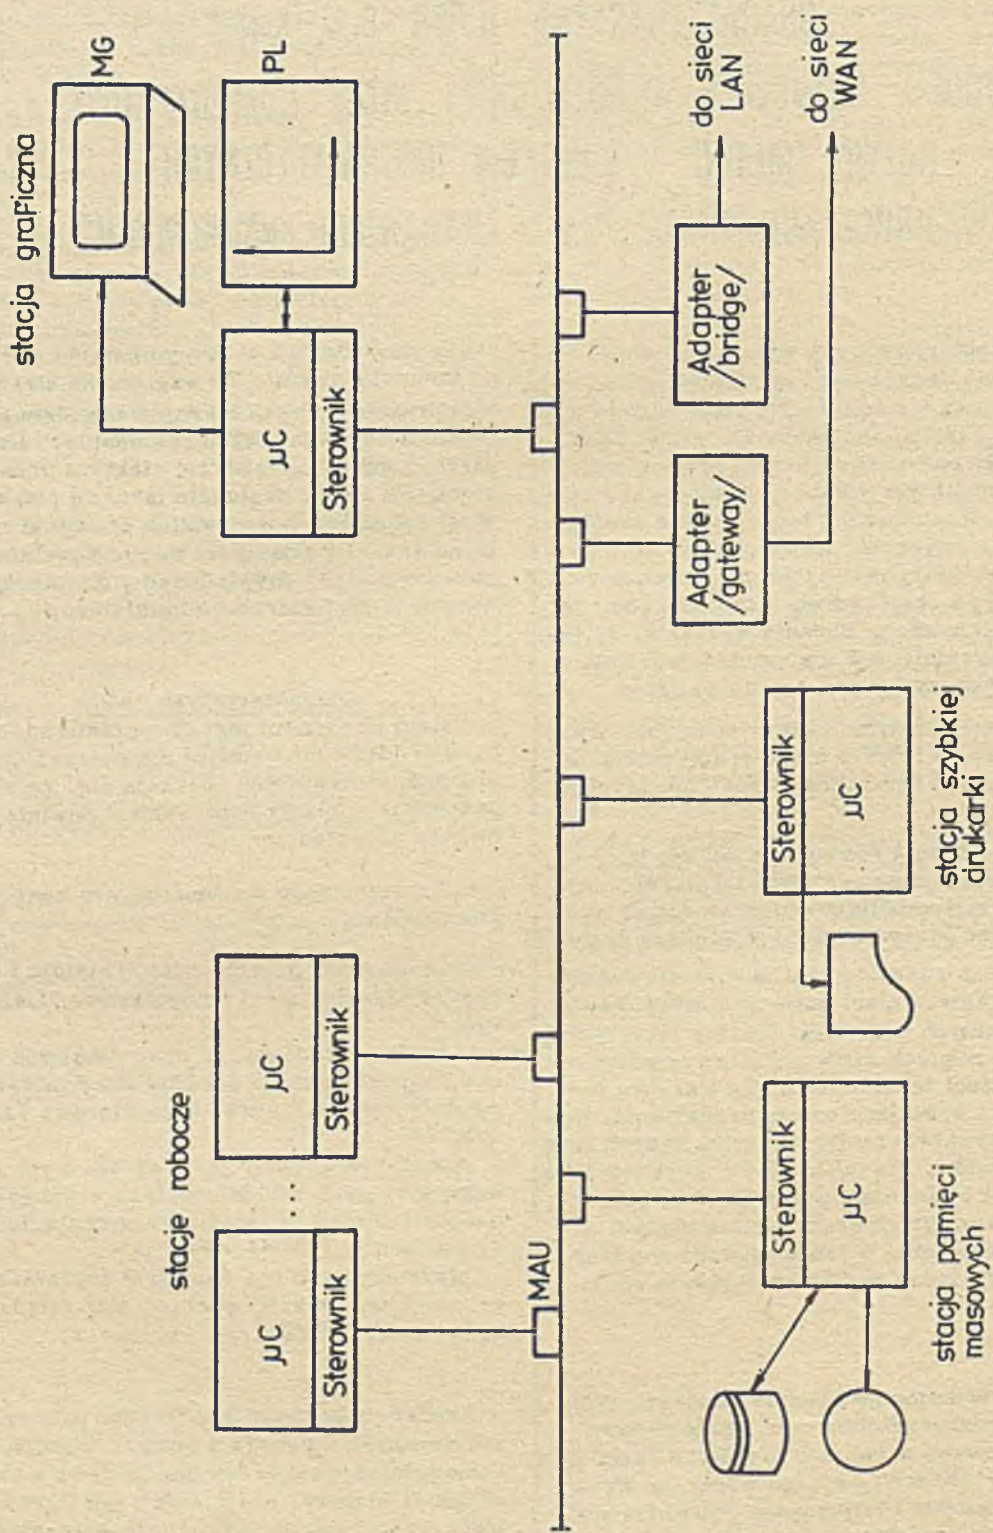 stacje robocze
μC
Sterownik
...
μC
Sterownik
MAU
stacja graficzna
MG
PL
μC
Sterownik
Sterownik
μC
stacja pamięci
masowych
Sterownik
μC
stacja szybkiej
drukarki
Adapter
/gateway/
Adapter
/bridge/
do sieci
LAN
do sieci
WAN